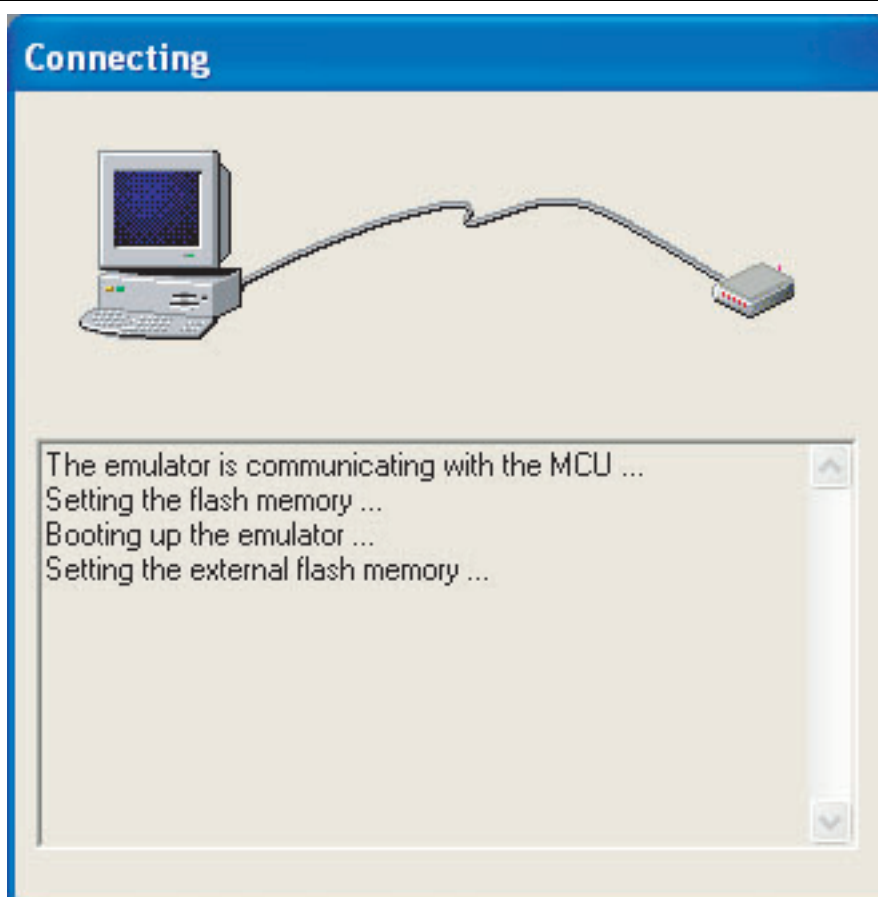 Connecting
The emulator is communicating with the MCU ...
Setting the flash memory ...
Booting up the emulator ...
Setting the external flash memory ...